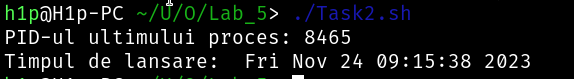 h1p@H1p-PC ~/U/O/Lab_5> ./Task2.sh
PID-ul ultimului proces: 8465
Timpul de lansare:  Fri Nov 24 09:15:38 2023